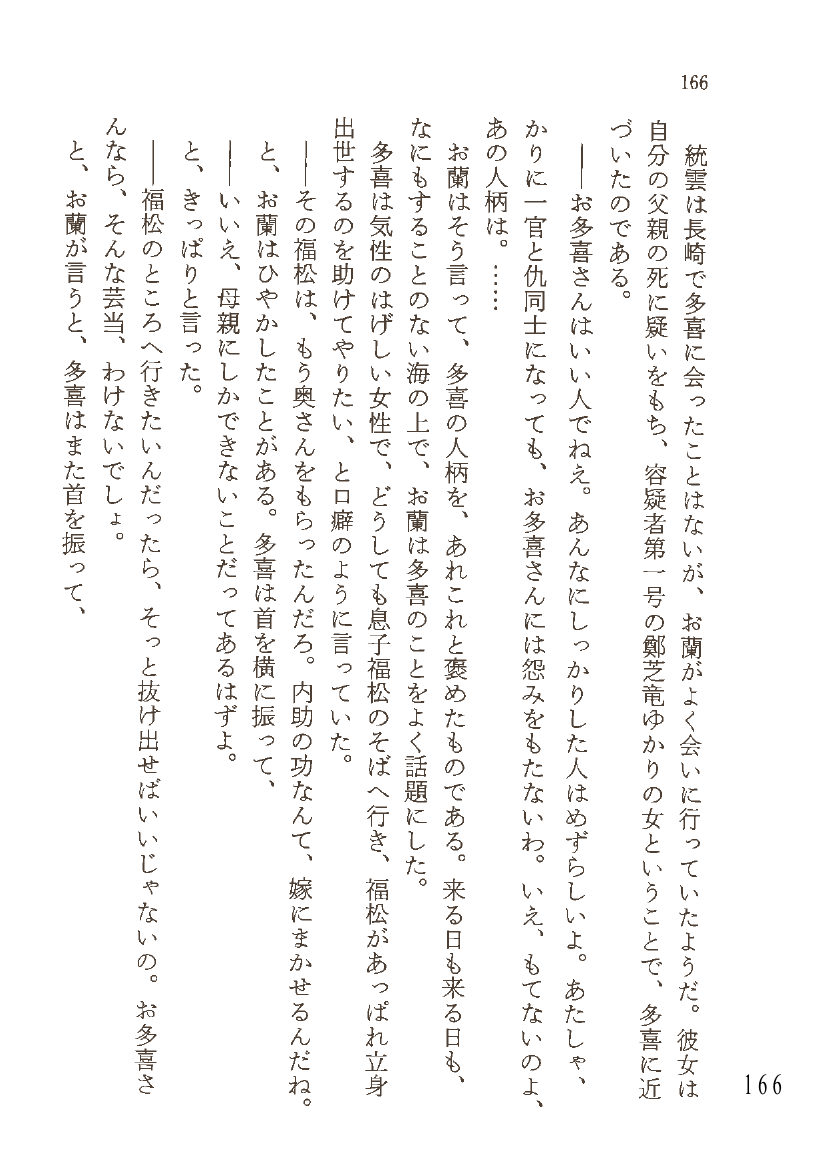 166
統雲は長崎で多喜に会ったことはないが、お蘭がよく会いに行っていたようだ。彼女は
自分の父親の死に疑いをもち、容疑者第一号の鄭芝竜ゆかりの女ということで、多喜に近
づいたのである。
――お多喜さんはいい人でねえ。あんなにしっかりした人はめずらしいよ。あたしゃ、
かりに一官と仇同士になっても、お多喜さんには怨みをもたないわ。いえ、もてないのよ、
あの人柄は。……
お蘭はそう言って、多喜の人柄を、あれこれと褒めたものである。来る日も来る日も、
なにもすることのない海の上で、お蘭は多喜のことをよく話題にした。
多喜は気性のはげしい女性で、どうしても息子福松のそばへ行き、福松があっぱれ立身
出世するのを助けてやりたい、と口癖のように言っていた。
――その福松は、もう奥さんをもらったんだろ。内助の功なんて、嫁にまかせるんだね。
と、お蘭はひやかしたことがある。多喜は首を横に振って、
――いいえ、母親にしかできないことだってあるはずよ。
と、きっぱりと言った。
――福松のところへ行きたいんだったら、そっと抜け出せばいいじゃないの。お多喜さ
んなら、そんな芸当、わけないでしょ。
と、お蘭が言うと、多喜はまた首を振って、
166